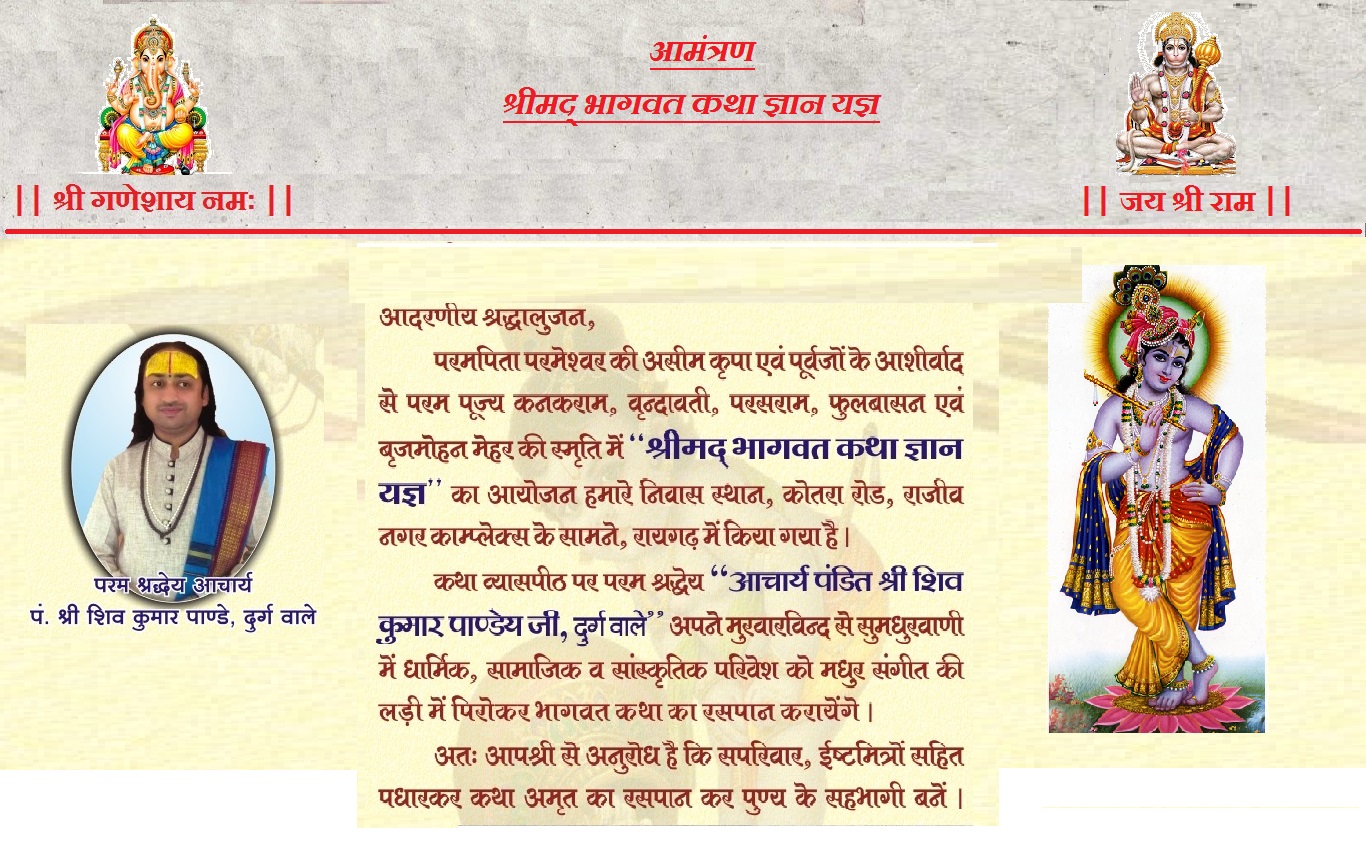 आमंत्रण
श्रीमद् भागवत कथा ज्ञान यज्ञ
|| श्री गणेशाय नमः ||
|| जय श्री राम ||
आदरणीय श्रद्धालुजन,
परमपिता परमेश्वर की असीम कृपा एवं पूर्वजों के आशीर्वाद
से परम पूज्य कनकराम, वृन्दावती, परसराम, फुलबासन एवं
बृजमोहन मेहर की स्मृति में “श्रीमद् भागवत कथा ज्ञान
यज्ञ” का आयोजन हमारे निवास स्थान, कोतरा रोड, राजीव
नगर काम्प्लेक्स के सामने, रायगढ़ में किया गया है।
कथा व्यासपीठ पर परम श्रद्धेय “आचार्य पंडित श्री शिव
कुमार पाण्डेय जी, दुर्ग वाले” अपने मुखारविन्द से सुमधुरवाणी
में धार्मिक, सामाजिक व सांस्कृतिक परिवेश को मधुर संगीत की
लड़ी में पिरोकर भागवत कथा का रसपान करायेंगे।
अतः आपश्री से अनुरोध है कि सपरिवार, ईष्टमित्रों सहित
पधारकर कथा अमृत का रसपान कर पुण्य के सहभागी बनें।
परम श्रद्धेय आचार्य
पं. श्री शिव कुमार पाण्डे, दुर्ग वाले